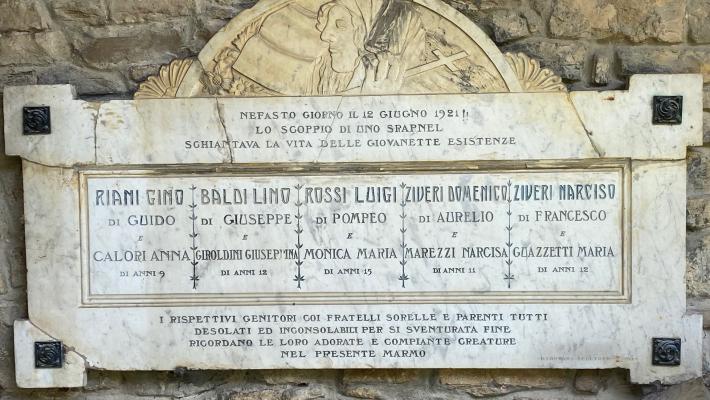 NEFASTO GIORNO IL 12 GIUGNO 1921!!
LO SCOPPIO DI UNO SRAPNEL
SCHIANTAVA LA VITA DELLE GIOVANETTE ESISTENZE
RIANI GINO BALDI LINO ROSSI LUIGI ZIVERI DOMENICO ZIVERI NARCISO
DI GUIDO DI GIUSEPPE DI POMPEO DI AURELIO DI FRANCESCO
E E E E E
CALORI ANNA GIROLDINI GIUSEPPINA MONICA MARIA MAREZZI NARCISA GUAZZETTI MARIA
DI ANNI 9 DI ANNI 12 DI ANNI 15 DI ANNI 11 DI ANNI 12
I RISPETTIVI GENITORI COI FRATELLI SORELLE E PARENTI TUTTI
DESOLATI ED INCONSOLABILI PER SI SVENTURATA FINE
RICORDANO LE LORO ADORATE E COMPIANTE CREATURE
NEL PRESENTE MARMO